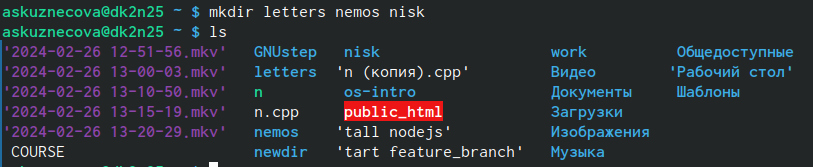 askuznecova@dk2n25 ~ $ mkdir letters nemos nisk
askuznecova@dk2n25 ~ $ ls
'2024-02-26 12-51-56.mkv' GNUstep nisk work Общедоступные
'2024-02-26 13-00-03.mkv' letters 'n (копия).cpp' Видео 'Рабочий стол'
'2024-02-26 13-10-50.mkv' n os-intro Документы Шаблоны
'2024-02-26 13-15-19.mkv' n.cpp public_html Загрузки
'2024-02-26 13-20-29.mkv' nemos 'tall nodejs' Изображения
COURSE newdir 'tart feature_branch' Музыка